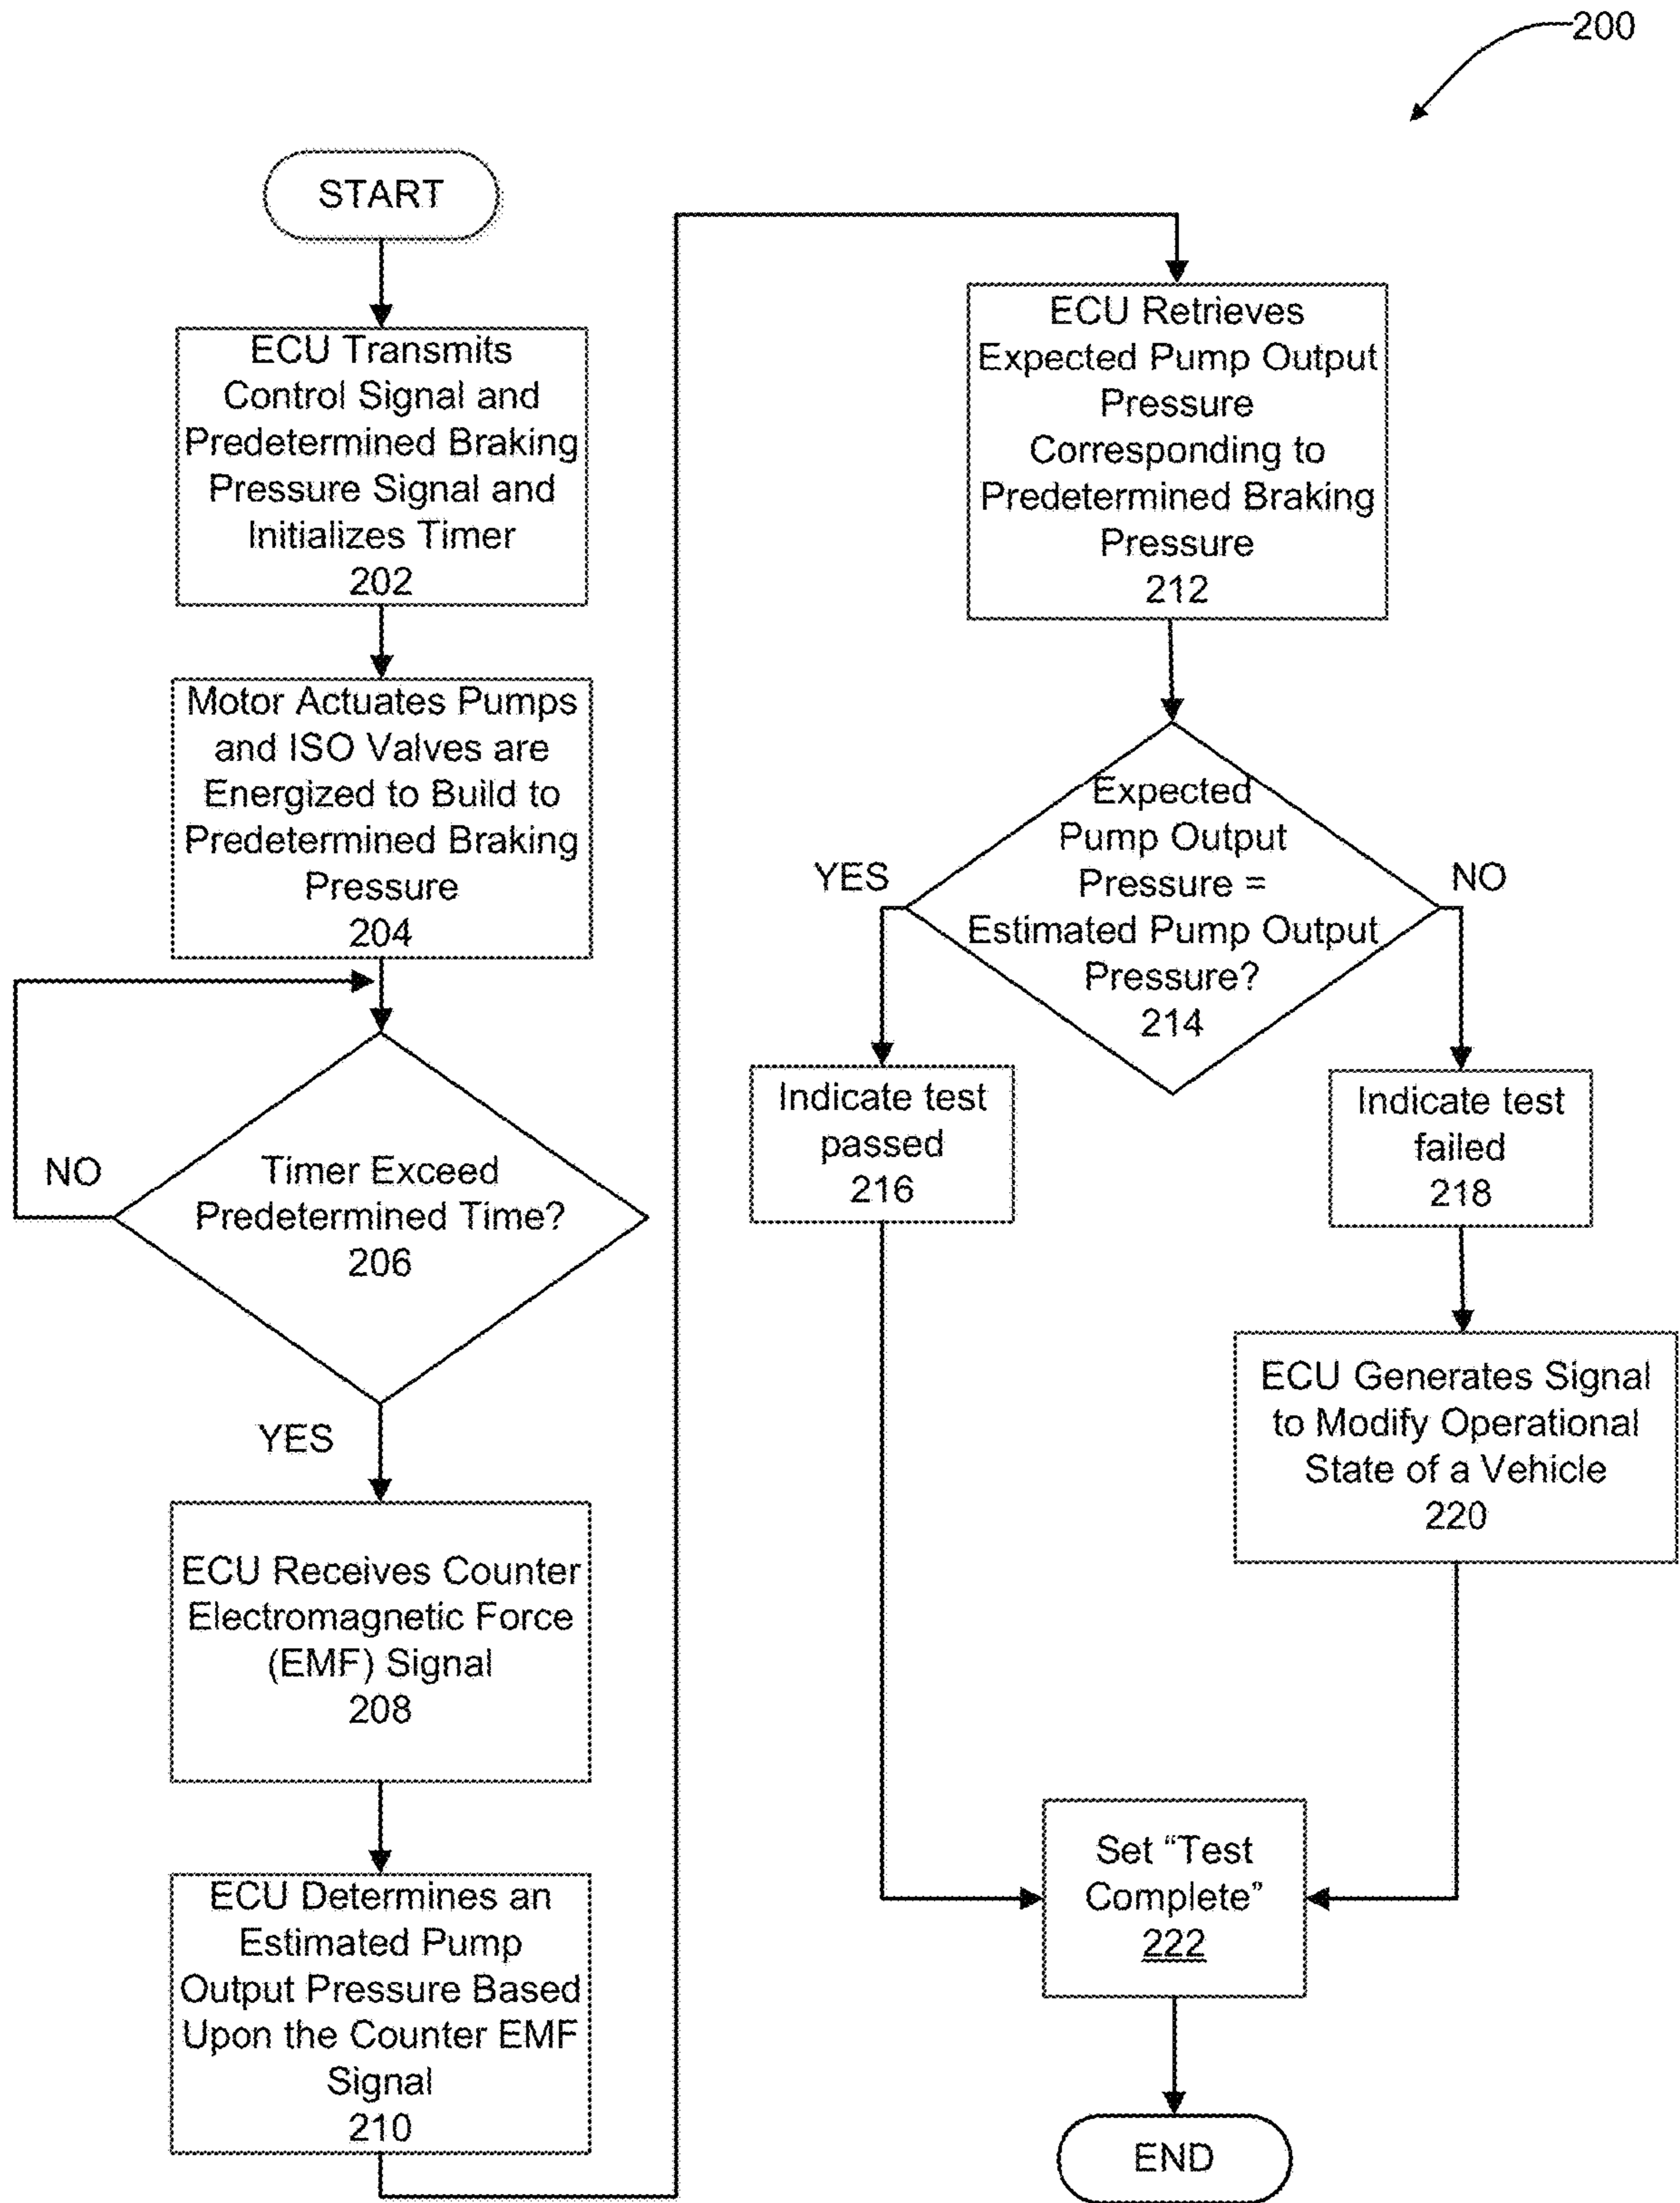 200
START
ECU Transmits
Control Signal and
Predetermined Braking
Pressure Signal and
Initializes Timer
202
Motor Actuates Pumps
and ISO Valves are
Energized to Build to
Predetermined Braking
Pressure
204
NO
Timer Exceed
Predetermined Time?
206
YES
ECU Receives Counter
Electromagnetic Force
(EMF) Signal
208
ECU Determines an
Estimated Pump
Output Pressure Based
Upon the Counter EMF
Signal
210
ECU Retrieves
Expected Pump Output
Pressure
Corresponding to
Predetermined Braking
Pressure
212
Expected
Pump Output
Pressure =
Estimated Pump Output
Pressure?
214
YES
NO
Indicate test
passed
216
Indicate test
failed
218
ECU Generates Signal
to Modify Operational
State of a Vehicle
220
Set “Test
Complete”
222
END